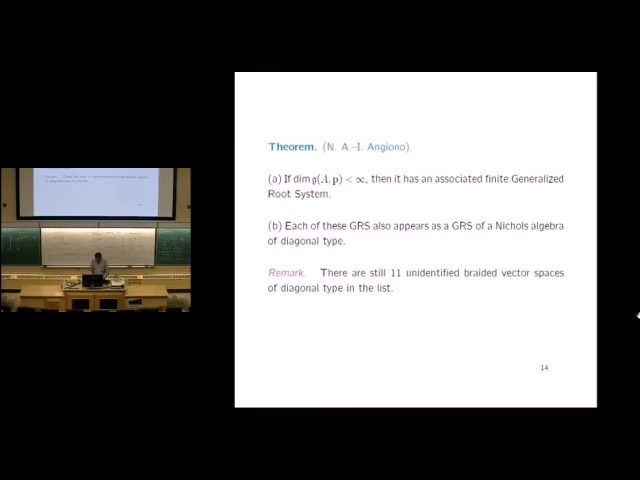 Theorem. (N. A.–I. Angiono).
(a) If dim 𝔤(A, p) < ∞, then it has an associated finite Generalized
Root System.
(b) Each of these GRS also appears as a GRS of a Nichols algebra
of diagonal type.
Remark. There are still 11 unidentified braided vector spaces
of diagonal type in the list.
14